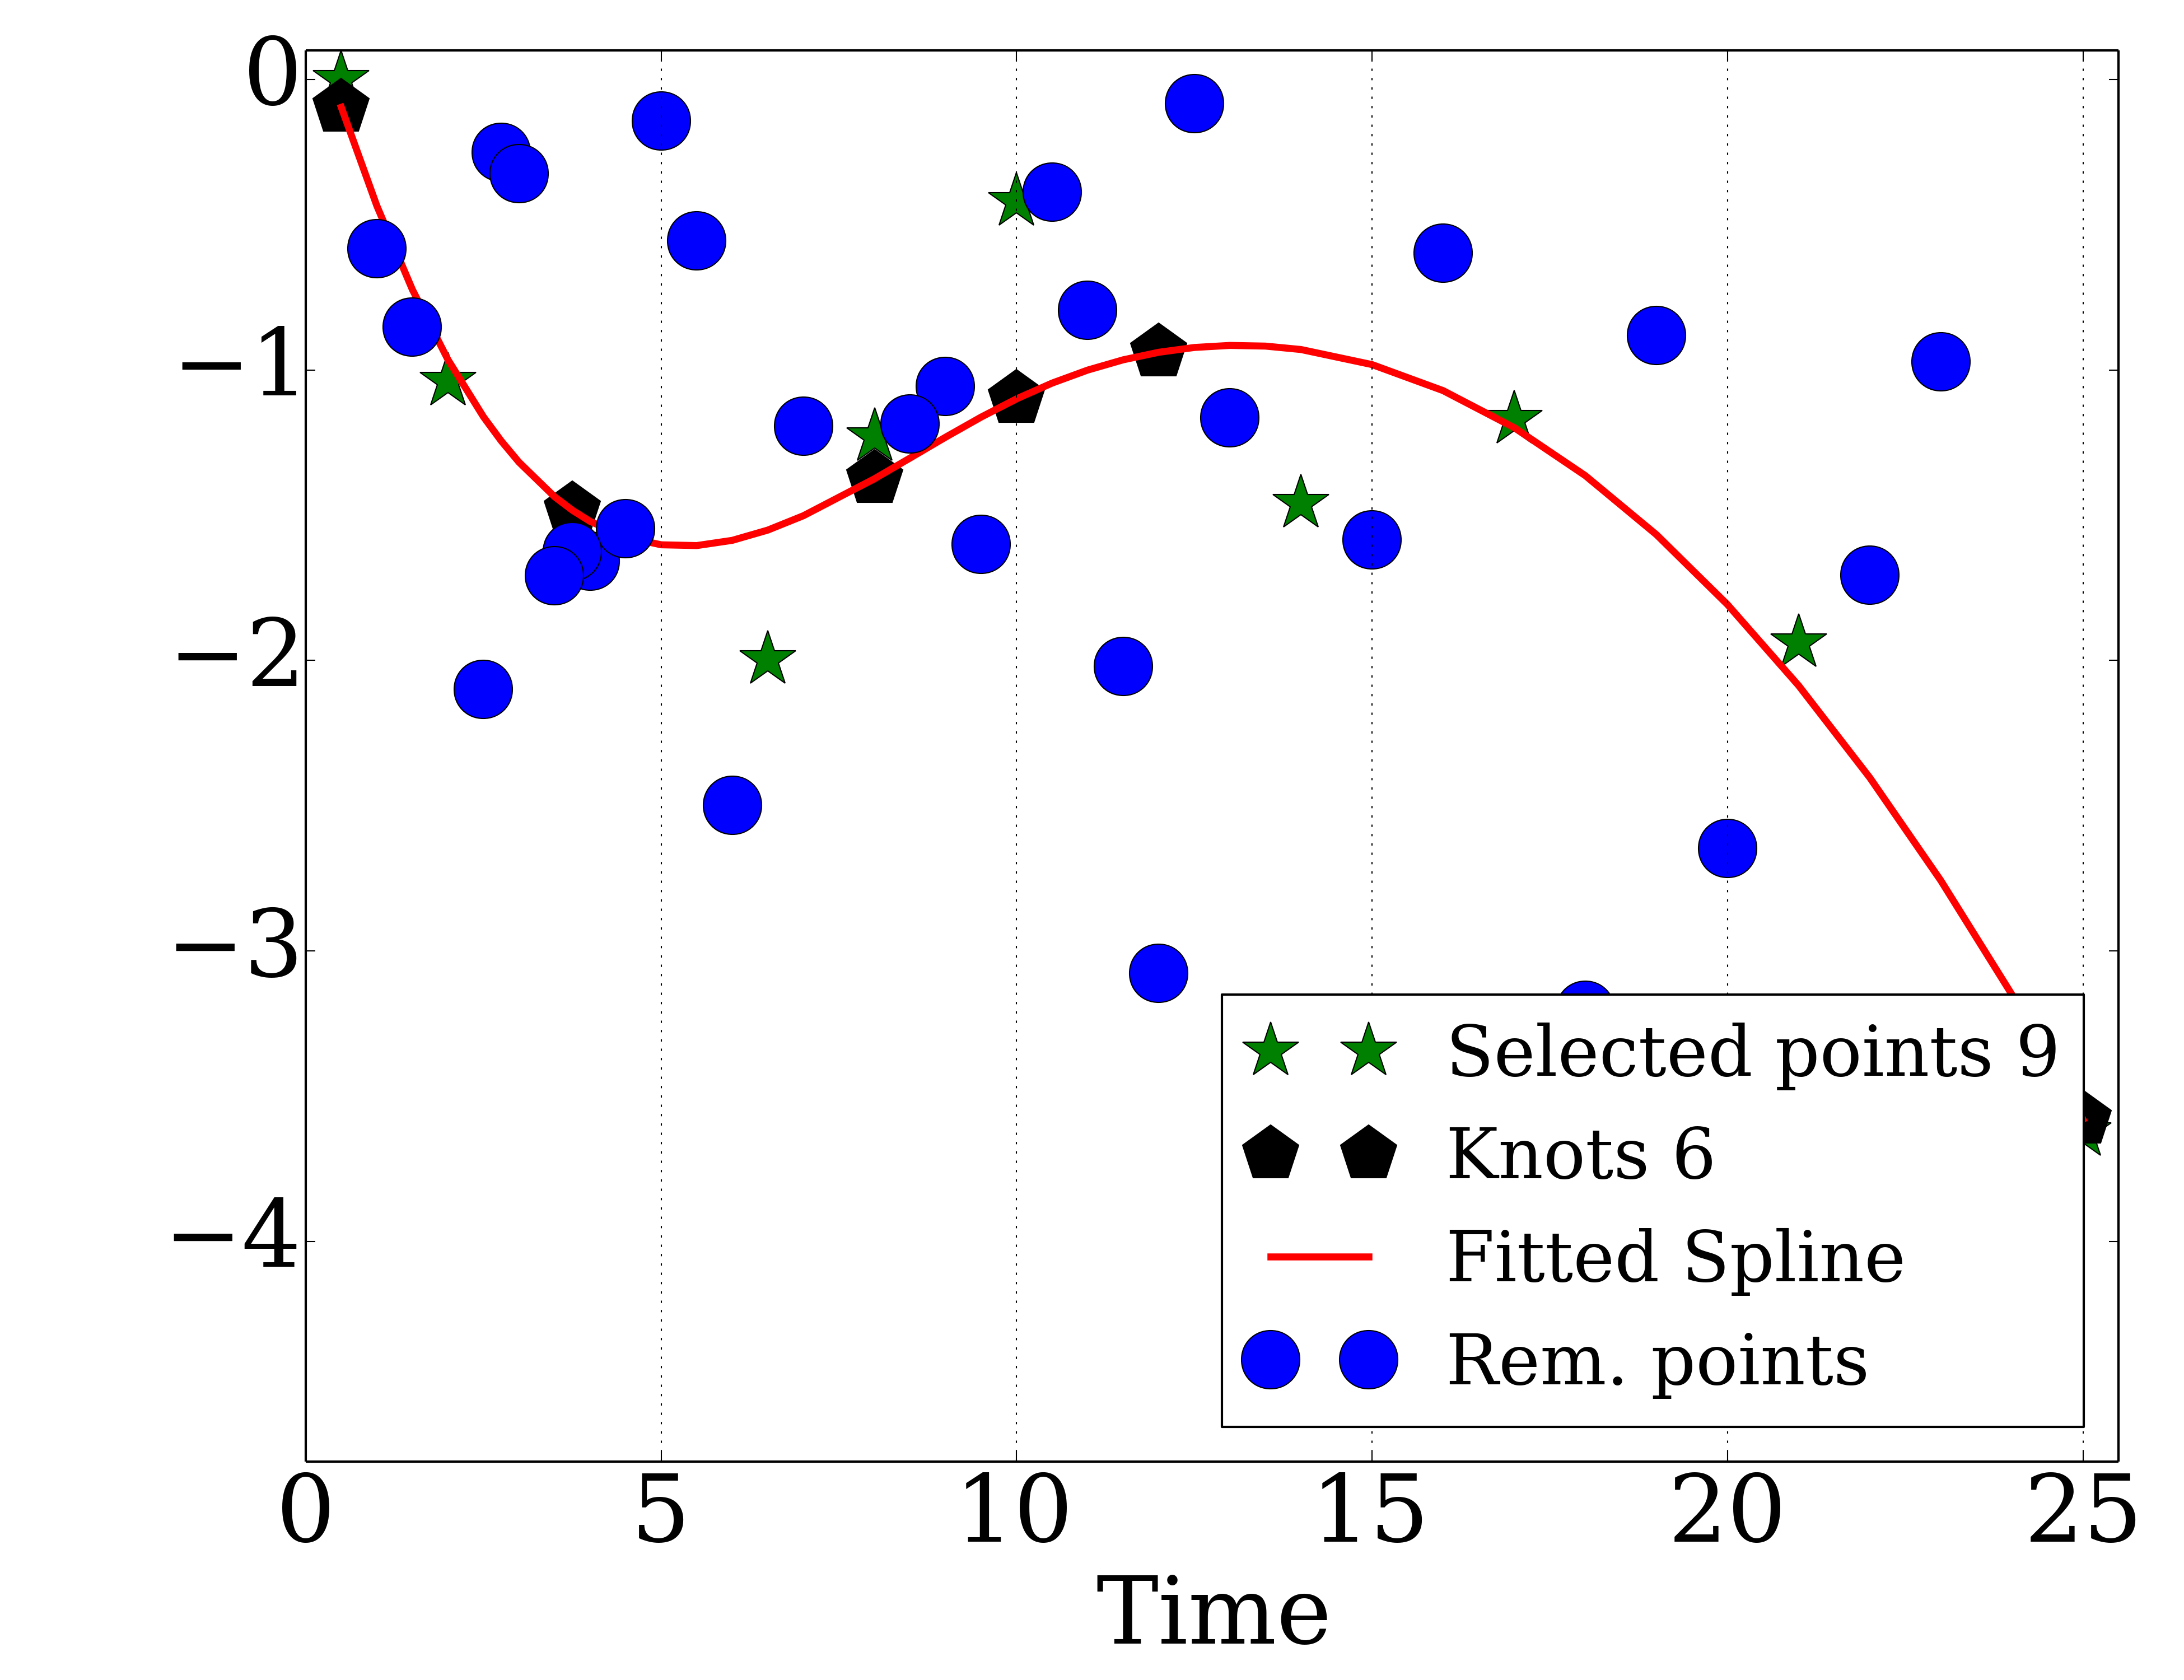 0
−1
−2
−3
−4
Selected points 9
Knots 6
Fitted Spline
Rem. points
0 5 10 15 20 25
Time